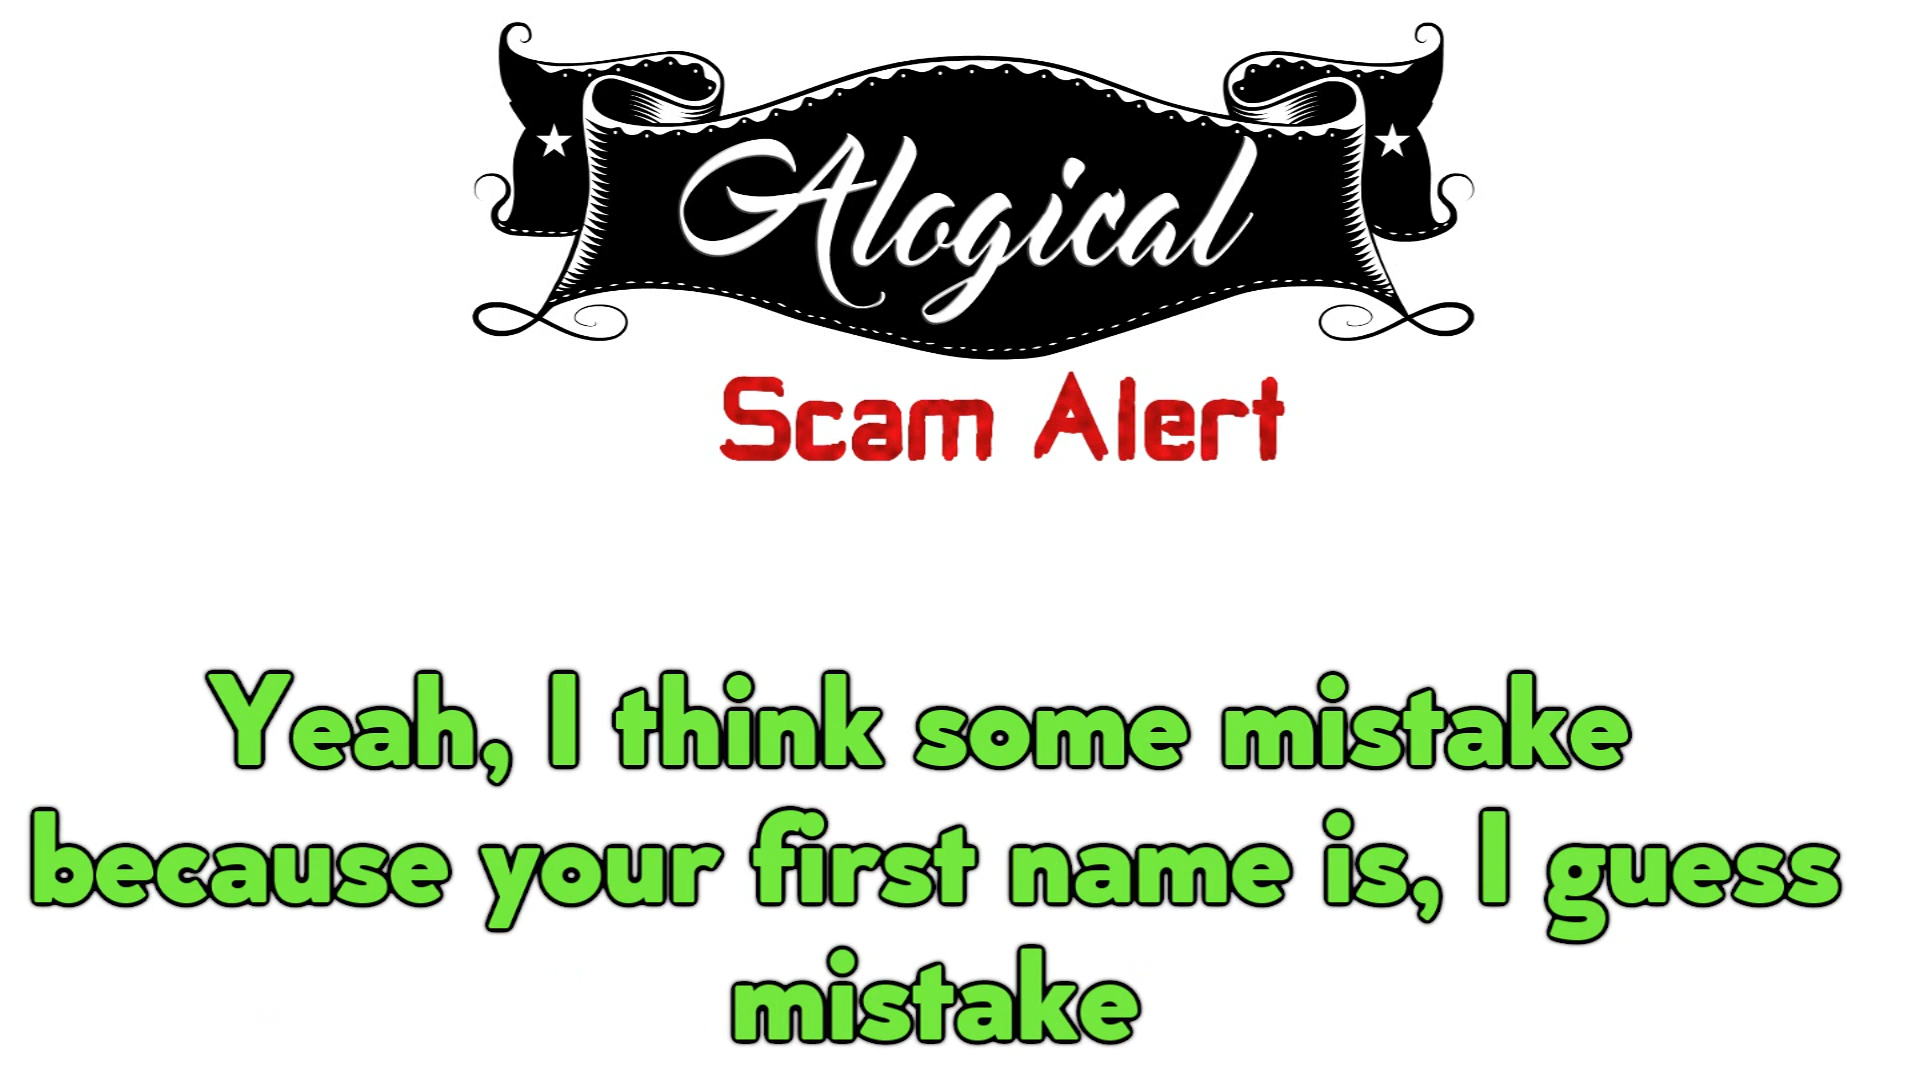 Alogical
Scam Alert
Yeah, I think some mistake
because your first name is, I guess
mistake